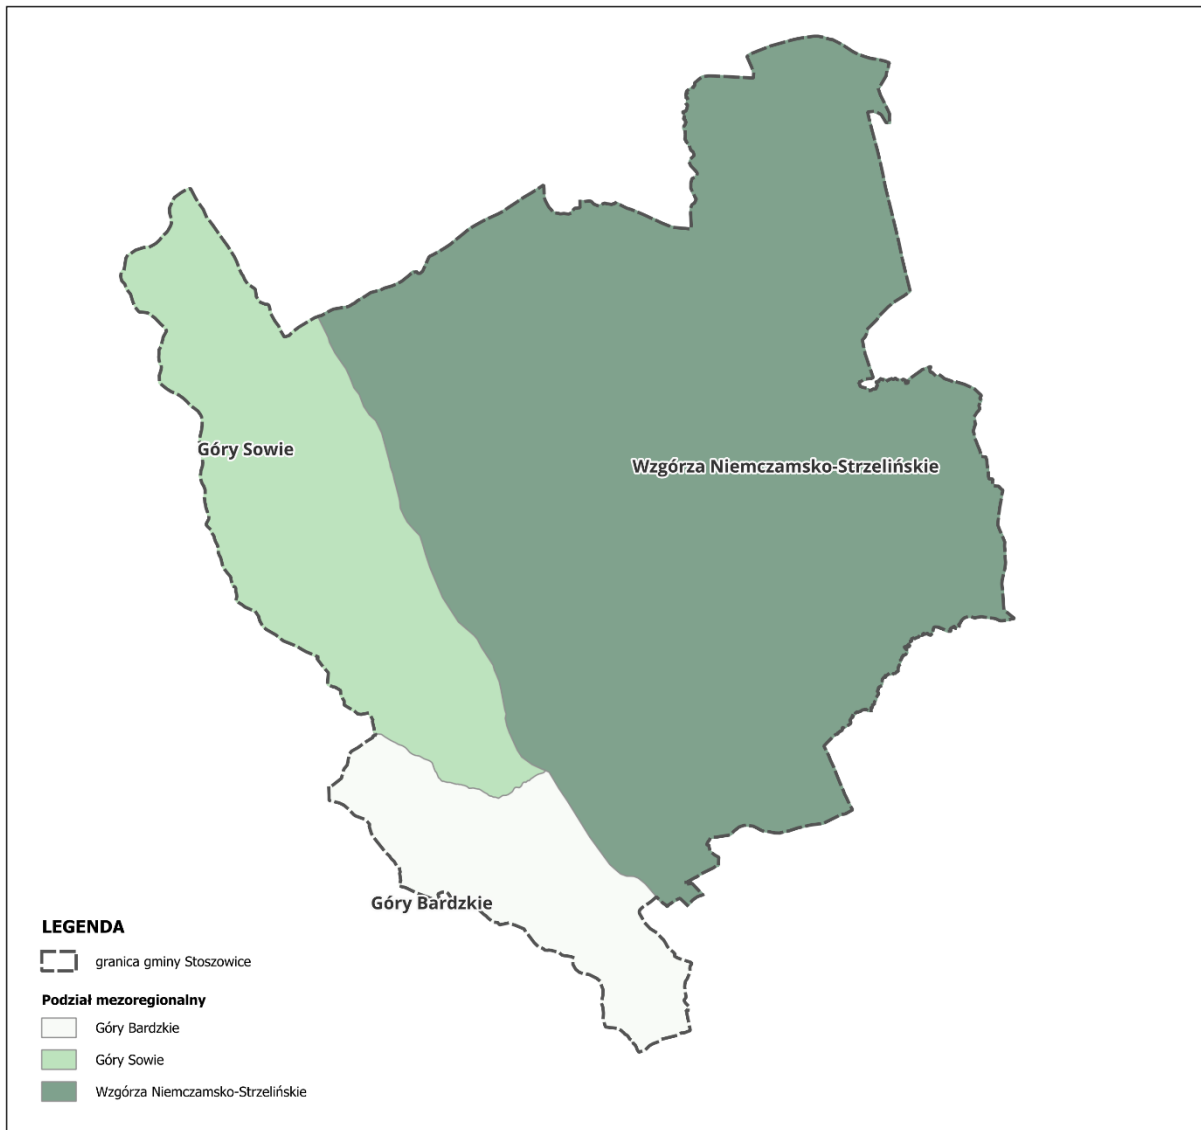 Góry Sowie
Wzgórza Niemczamsko-Strzelińskie
Góry Bardzkie
LEGENDA
granica gminy Stoszowice
Podział mezoregionalny
Góry Bardzkie
Góry Sowie
Wzgórza Niemczamsko-Strzelińskie